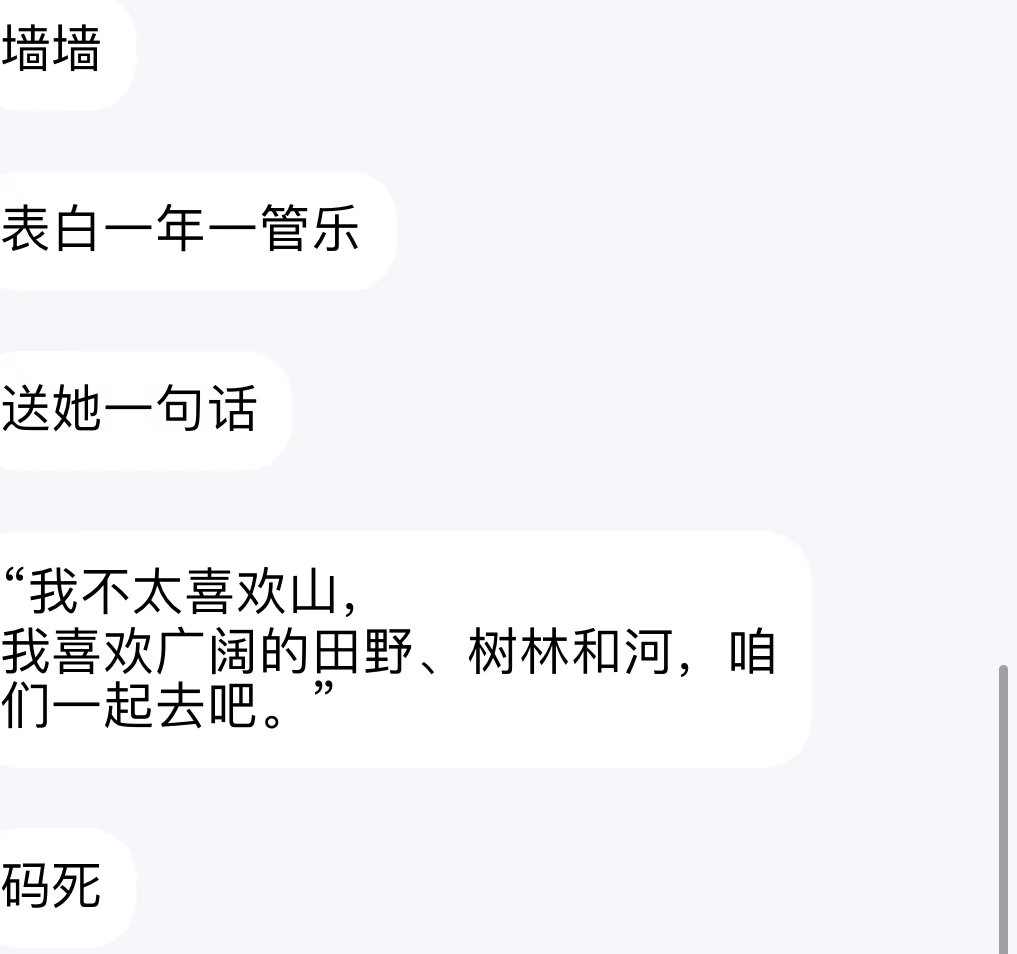 墙墙
表白一年一管乐
送她一句话
“我不太喜欢山，
我喜欢广阔的田野、树林和河，咱
们一起去吧。”
码死